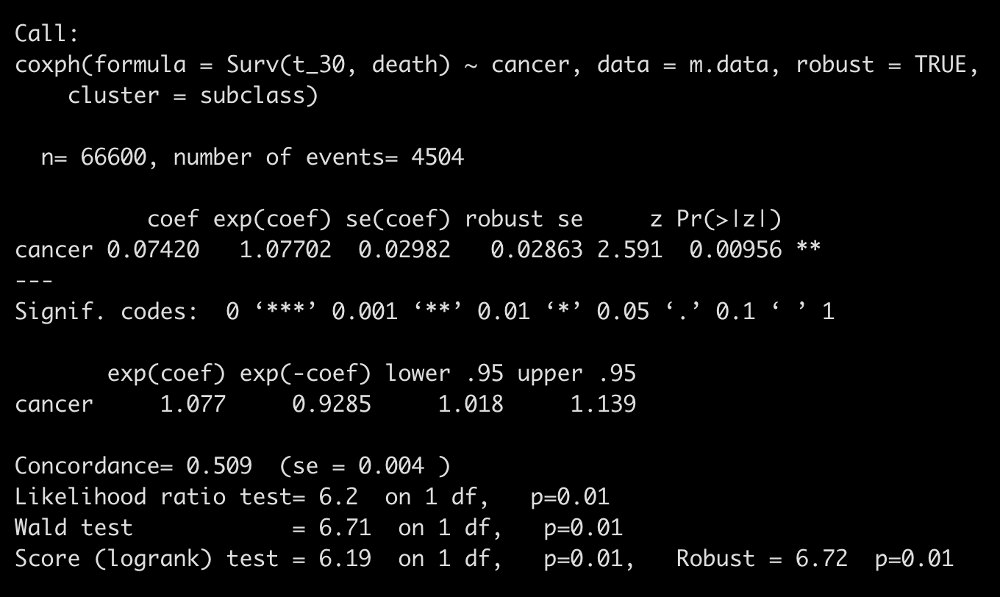 Call:
coxph(formula = Surv(t_30, death) ~ cancer, data = m.data, robust = TRUE,
    cluster = subclass)

  n= 66600, number of events= 4504

          coef exp(coef) se(coef) robust se     z Pr(>|z|)
cancer 0.07420   1.07702  0.02982   0.02863 2.591  0.00956 **
---
Signif. codes:  0 ‘***’ 0.001 ‘**’ 0.01 ‘*’ 0.05 ‘.’ 0.1 ‘ ’ 1

       exp(coef) exp(-coef) lower .95 upper .95
cancer     1.077     0.9285     1.018     1.139

Concordance= 0.509  (se = 0.004 )
Likelihood ratio test= 6.2  on 1 df,   p=0.01
Wald test            = 6.71  on 1 df,   p=0.01
Score (logrank) test = 6.19  on 1 df,   p=0.01,   Robust = 6.72  p=0.01